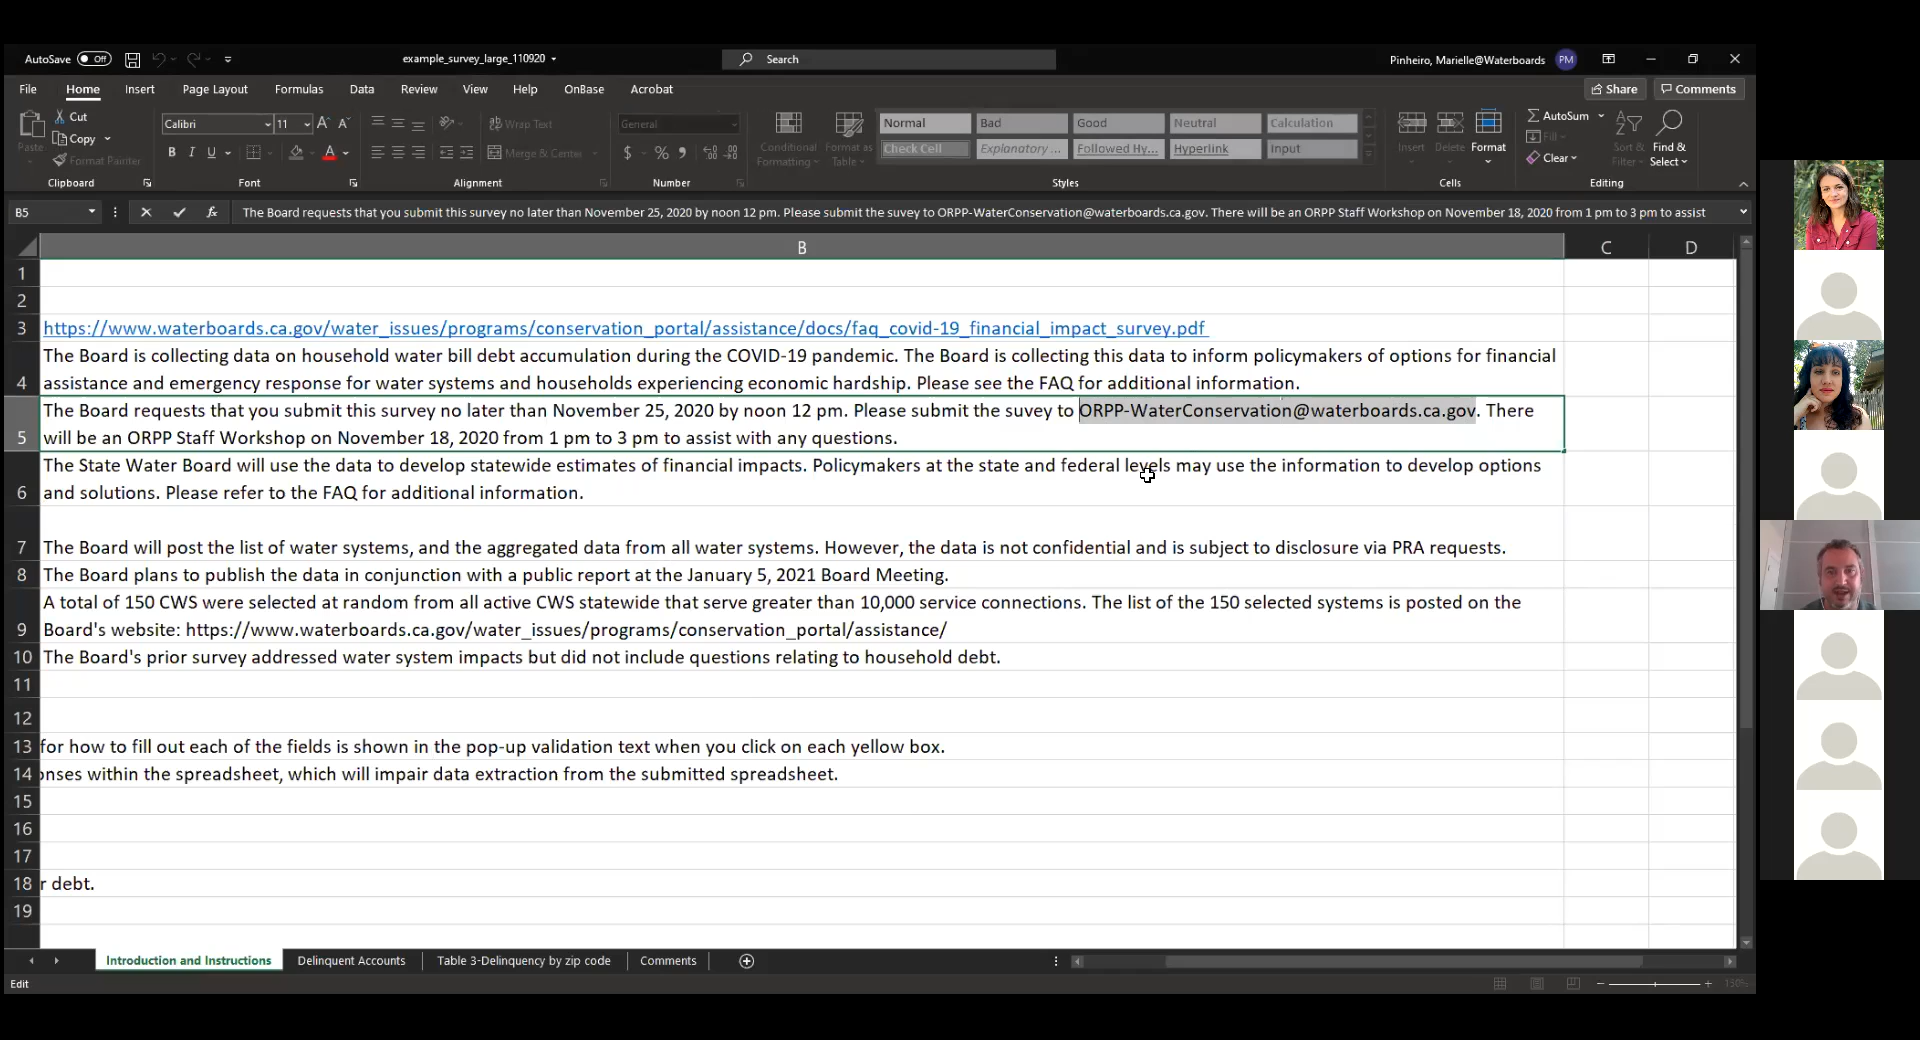 AutoSave Off example_survey_large_110920 Search Pinheiro, Marielle@Waterboards PM
File Home Insert Page Layout Formulas Data Review View Help OnBase Acrobat Share Comments
Cut
Copy
Paste
Format Painter
Clipboard
Calibri 11
B I U
Font
Wrap Text
Merge & Center
Alignment
General
Number
Conditional Formatting
Format as Table
Normal Bad Good Neutral Calculation
Check Cell Explanatory ... Followed Hy... Hyperlink Input
Styles
Insert Delete Format
Cells
AutoSum
Fill
Clear
Sort & Filter
Find & Select
Editing
B5 fx The Board requests that you submit this survey no later than November 25, 2020 by noon 12 pm. Please submit the suvey to ORPP-WaterConservation@waterboards.ca.gov. There will be an ORPP Staff Workshop on November 18, 2020 from 1 pm to 3 pm to assist
B C D
1
2
3 https://www.waterboards.ca.gov/water_issues/programs/conservation_portal/assistance/docs/faq_covid-19_financial_impact_survey.pdf
The Board is collecting data on household water bill debt accumulation during the COVID-19 pandemic. The Board is collecting this data to inform policymakers of options for financial
4 assistance and emergency response for water systems and households experiencing economic hardship. Please see the FAQ for additional information.
The Board requests that you submit this survey no later than November 25, 2020 by noon 12 pm. Please submit the suvey to ORPP-WaterConservation@waterboards.ca.gov. There
5 will be an ORPP Staff Workshop on November 18, 2020 from 1 pm to 3 pm to assist with any questions.
The State Water Board will use the data to develop statewide estimates of financial impacts. Policymakers at the state and federal levels may use the information to develop options
6 and solutions. Please refer to the FAQ for additional information.
7 The Board will post the list of water systems, and the aggregated data from all water systems. However, the data is not confidential and is subject to disclosure via PRA requests.
8 The Board plans to publish the data in conjunction with a public report at the January 5, 2021 Board Meeting.
A total of 150 CWS were selected at random from all active CWS statewide that serve greater than 10,000 service connections. The list of the 150 selected systems is posted on the
9 Board's website: https://www.waterboards.ca.gov/water_issues/programs/conservation_portal/assistance/
10 The Board's prior survey addressed water system impacts but did not include questions relating to household debt.
11
12
13 for how to fill out each of the fields is shown in the pop-up validation text when you click on each yellow box.
14 onses within the spreadsheet, which will impair data extraction from the submitted spreadsheet.
15
16
17
18 r debt.
19
Introduction and Instructions Delinquent Accounts Table 3-Delinquency by zip code Comments
Edit 150%